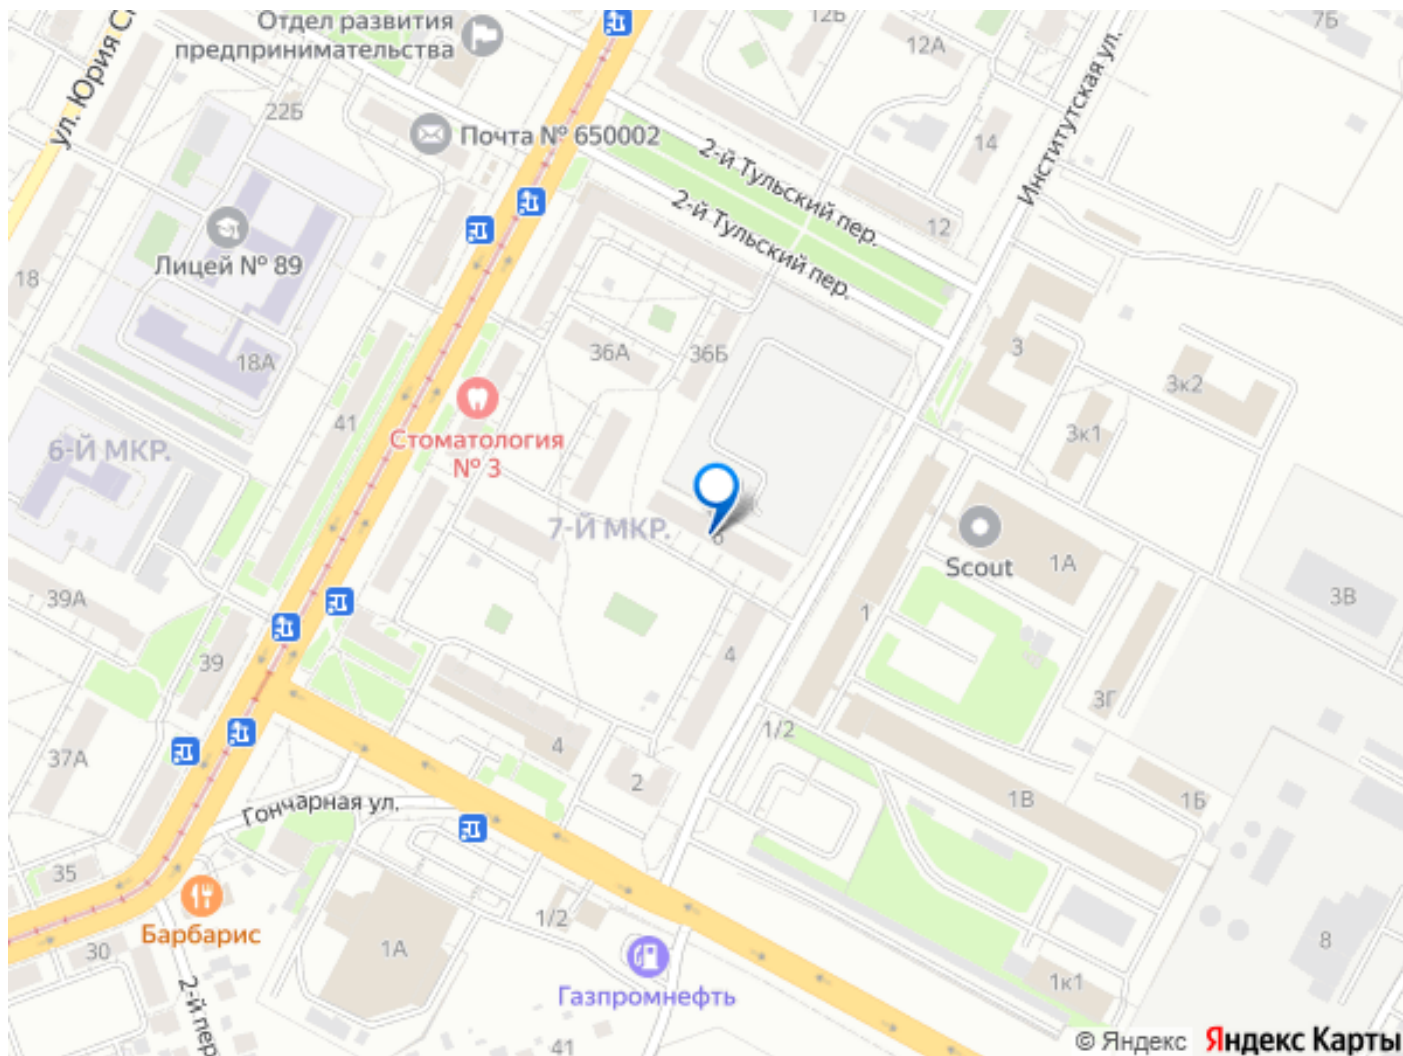 Отдел развития
предпринимательства
12Б
7Б
12А
ул. Юрия С
Институтская ул.
22Б
Почта № 650002
14
2-й Тульский пер.
2-й Тульский пер.
12
Лицей № 89
18
18А
36А
36Б
3
3к2
41
Стоматология
№ 3
3к1
6-Й МКР.
7-Й МКР.
6
Scout
1А
3В
39А
1
39
4
3Г
1/2
37А
4
2
1В
1Б
Гончарная ул.
35
1/2
Барбарис
1А
8
30
2-й пер
Газпромнефть
1к1
41
© Яндекс Яндекс Карты